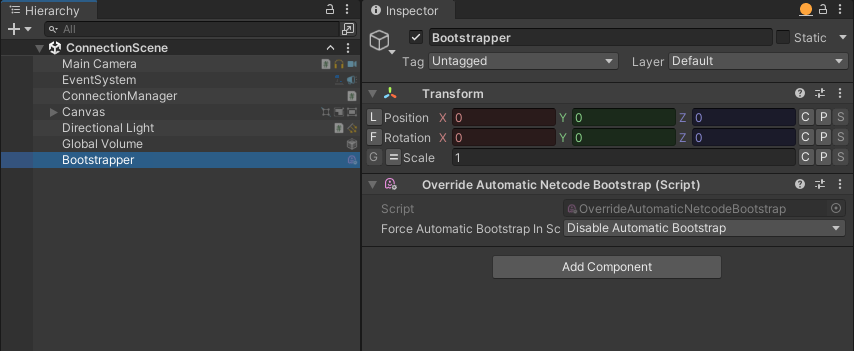 Hierarchy
All
ConnectionScene
Main Camera
EventSystem
ConnectionManager
Canvas
Directional Light
Global Volume
Bootstrapper
Inspector
Bootstrapper
Static
Tag Untagged Layer Default
Transform
L Position X 0 Y 0 Z 0 C P S
F Rotation X 0 Y 0 Z 0 C P S
G = Scale 1 C P S
Override Automatic Netcode Bootstrap (Script)
Script OverrideAutomaticNetcodeBootstrap
Force Automatic Bootstrap In Sc Disable Automatic Bootstrap
Add Component